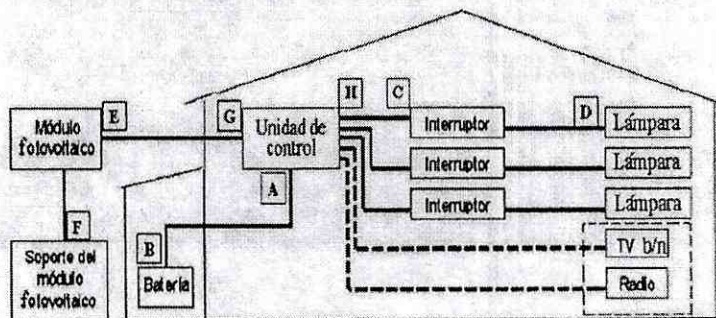 E
G
H
C
D
Módulo
fotovoltaico
Unidad de
control
Interruptor
Lámpara
Interruptor
Lámpara
A
Interruptor
Lámpara
F
B
TV b/n
Soporte del
módulo
fotovoltaico
Batería
Radio